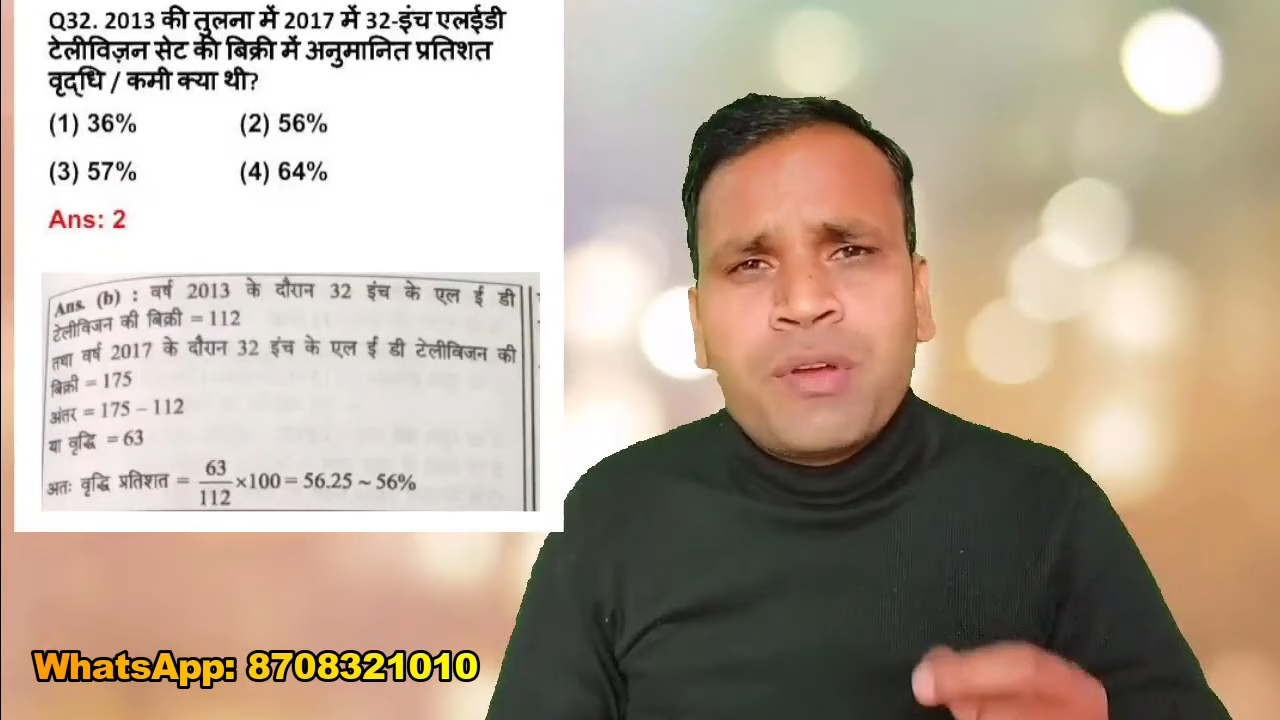 Q32. 2013 की तुलना में 2017 में 32-इंच एलईडी
टेलीविज़न सेट की बिक्री में अनुमानित प्रतिशत
वृद्धि / कमी क्या थी?
(1) 36% (2) 56%
(3) 57% (4) 64%
Ans: 2
Ans. (b) : वर्ष 2013 के दौरान 32 इंच के एल ई डी
टेलीविजन की बिक्री = 112
तथा वर्ष 2017 के दौरान 32 इंच के एल ई डी टेलीविजन की
बिक्री = 175
अंतर = 175 – 112
या वृद्धि = 63
अतः वृद्धि प्रतिशत = 63/112 ×100 = 56.25 ~ 56%
WhatsApp: 8708321010